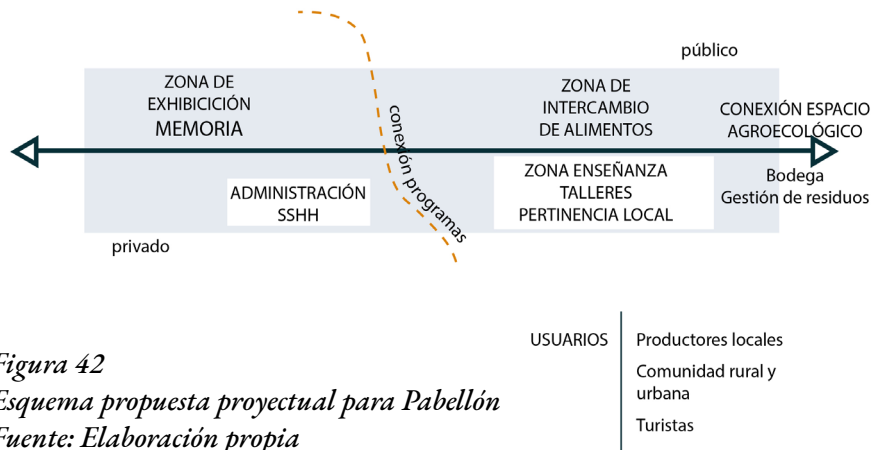 público
ZONA DE
EXHIBICICIÓN
MEMORIA
ZONA DE
INTERCAMBIO
DE ALIMENTOS
CONEXIÓN ESPACIO
AGROECOLÓGICO
conexión programas
ADMINISTRACIÓN
SSHH
ZONA ENSEÑANZA
TALLERES
PERTINENCIA LOCAL
Bodega
Gestión de residuos
privado
USUARIOS
Productores locales
Comunidad rural y
urbana
Turistas
Figura 42
Esquema propuesta proyectual para Pabellón
Fuente: Elaboración propia